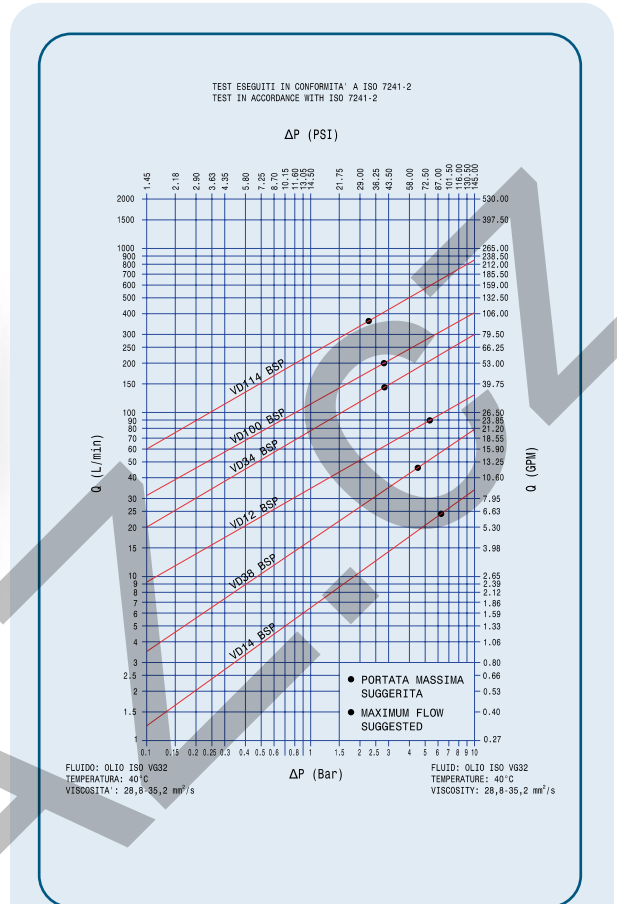 TEST ESEGUITI IN CONFORMITA' A ISO 7241-2
TEST IN ACCORDANCE WITH ISO 7241-2
ΔP (PSI)
1.45 2.18 2.90 3.63 4.35 5.80 7.25 8.70 10.15 11.60 13.05 14.50 21.75 29.00 36.25 43.50 58.00 72.50 87.00 101.50 116.00 130.50 145.00
2000 530.00
1500 397.50
1000 265.00
900 238.50
800 212.00
700 185.50
600 159.00
500 132.50
400 106.00
300 79.50
250 66.25
200 53.00
150 39.75
100 26.50
90 23.85
80 21.20
70 18.55
60 15.90
50 13.25
40 10.60
30 7.95
25 6.63
20 5.30
15 3.98
10 2.65
9 2.39
8 2.12
7 1.86
6 1.59
5 1.33
4 1.06
3 0.80
2.5 0.66
2 0.53
1.5 0.40
1 0.27
Q (L/min)
Q (GPM)
VD114 BSP
VD100 BSP
VD34 BSP
VD12 BSP
VD38 BSP
VD14 BSP
● PORTATA MASSIMA
SUGGERITA
● MAXIMUM FLOW
SUGGESTED
0.1 0.15 0.2 0.25 0.3 0.4 0.5 0.6 0.8 1 1.5 2 2.5 3 4 5 6 7 8 9 10
ΔP (Bar)
FLUIDO: OLIO ISO VG32
TEMPERATURA: 40°C
VISCOSITA': 28,8-35,2 mm²/s
FLUID: OLIO ISO VG32
TEMPERATURE: 40°C
VISCOSITY: 28,8-35,2 mm²/s